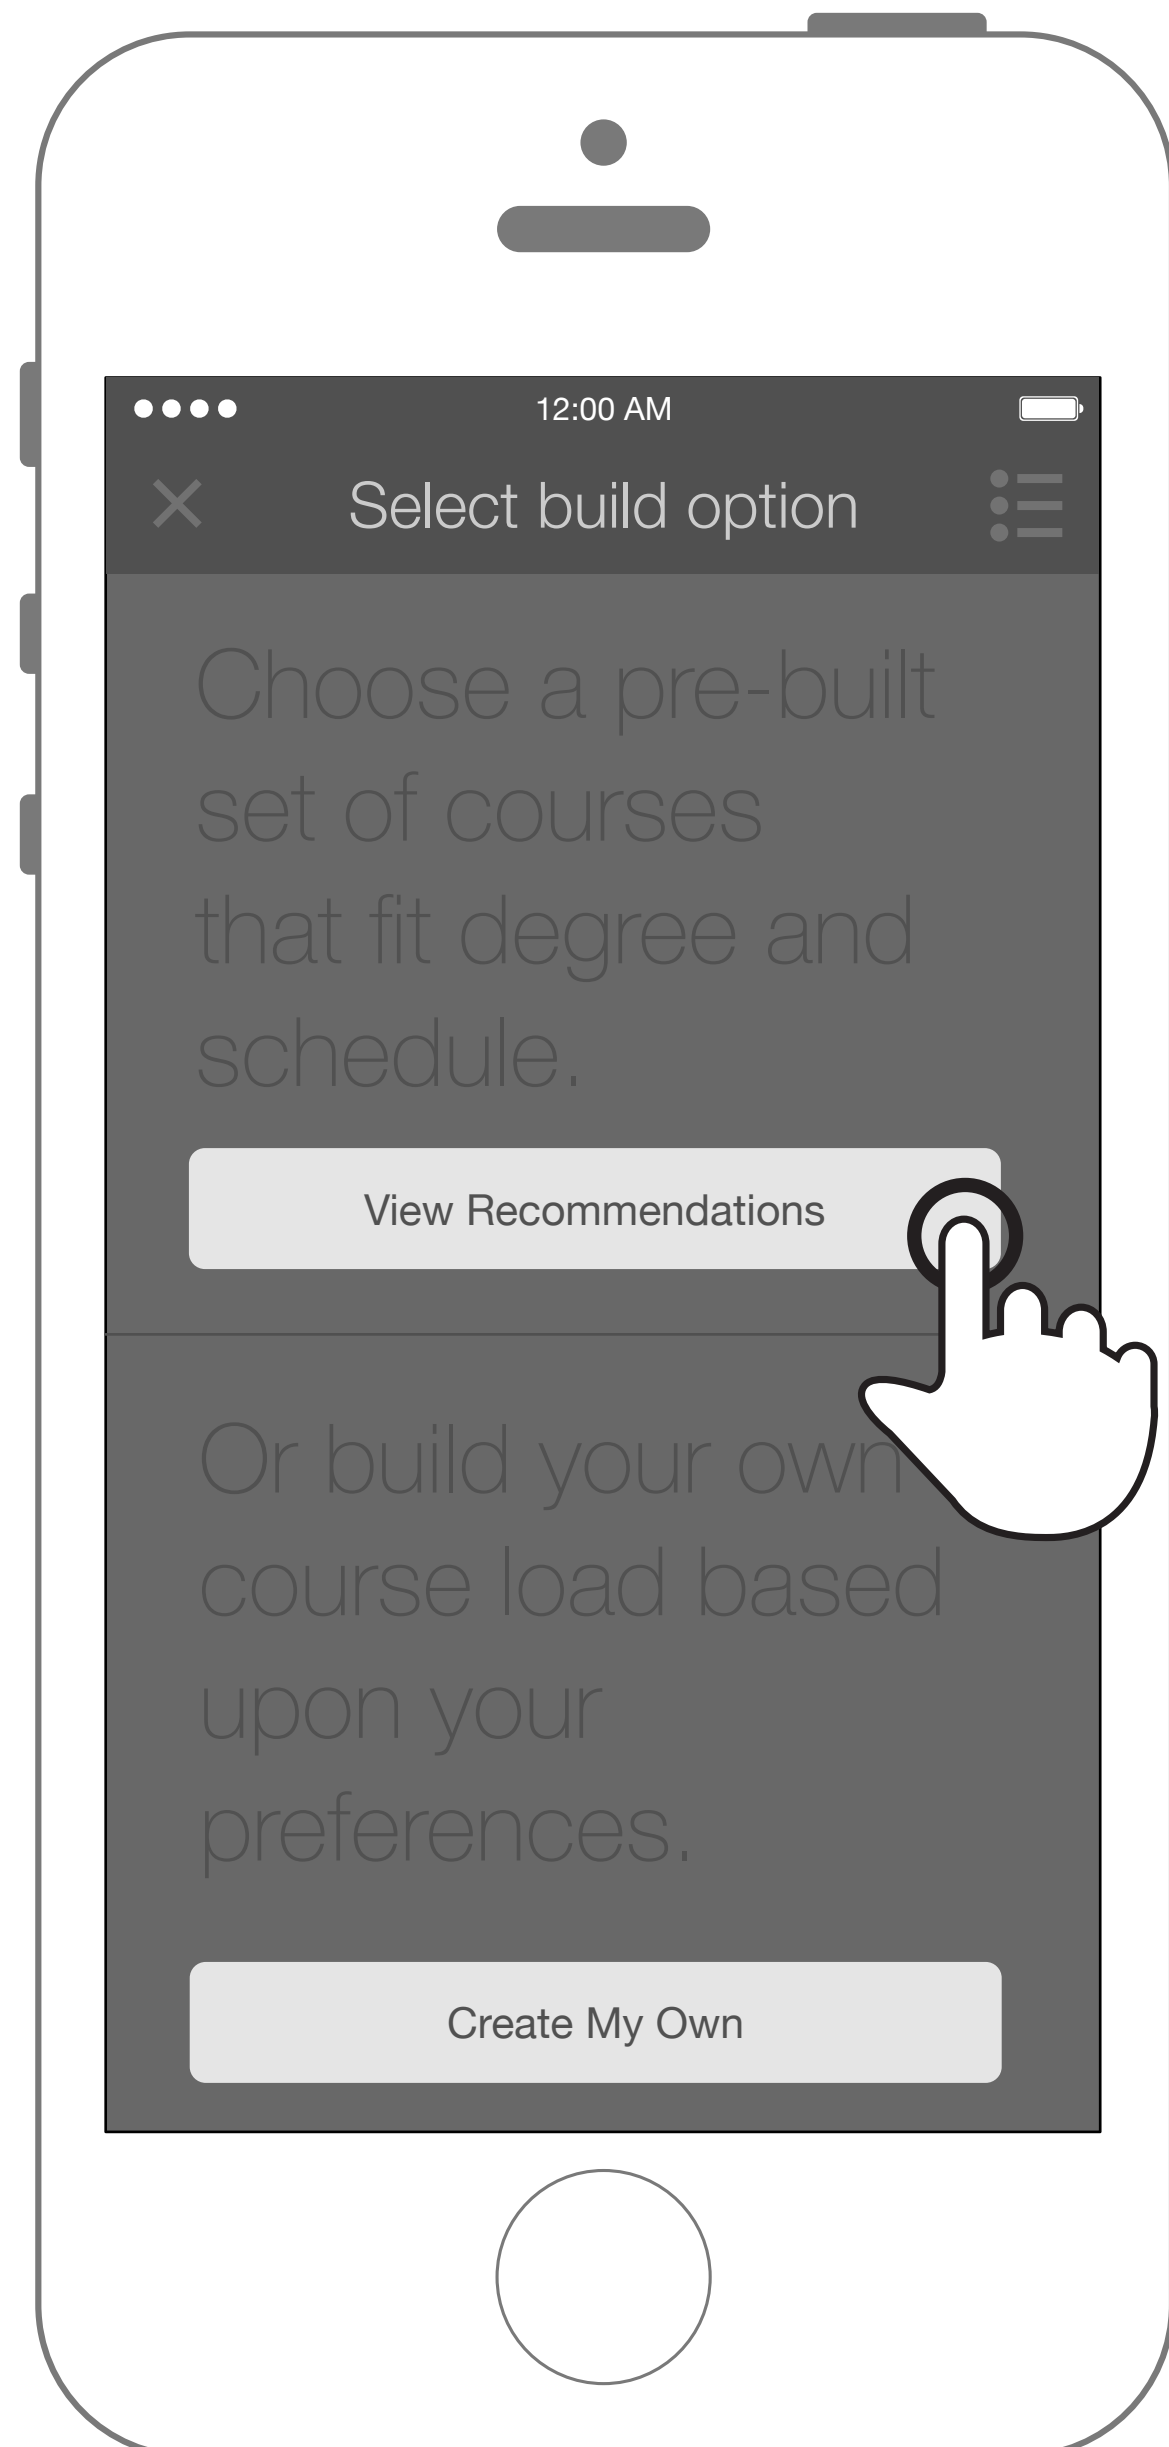 12:00 AM
Select build option
Choose a pre-built
set of courses
that fit degree and
schedule.
View Recommendations
Or build your own
course load based
upon your
preferences.
Create My Own